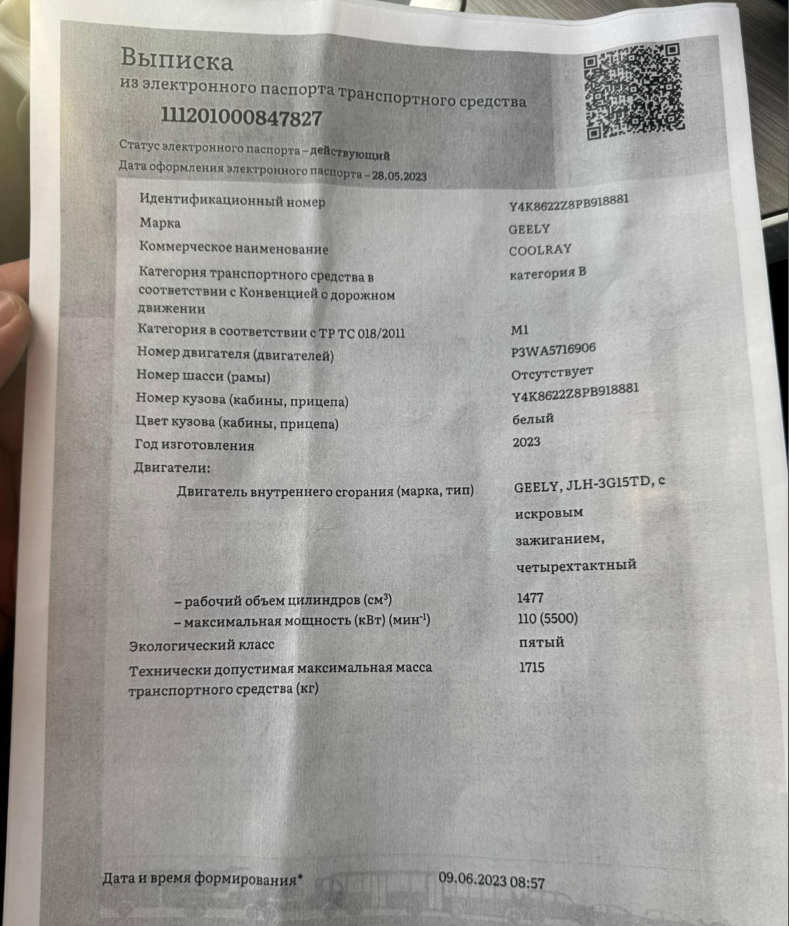 Выписка
из электронного паспорта транспортного средства
111201000847827
Статус электронного паспорта – действующий
Дата оформления электронного паспорта – 28.05.2023
Идентификационный номер Y4K8622Z8PB918881
Марка GEELY
Коммерческое наименование COOLRAY
Категория транспортного средства в категория B
соответствии с Конвенцией о дорожном
движении
Категория в соответствии с ТР ТС 018/2011 M1
Номер двигателя (двигателей) P3WA5716906
Номер шасси (рамы) Отсутствует
Номер кузова (кабины, прицепа) Y4K8622Z8PB918881
Цвет кузова (кабины, прицепа) белый
Год изготовления 2023
Двигатели:
Двигатель внутреннего сгорания (марка, тип) GEELY, JLH-3G15TD, с
искровым
зажиганием,
четырехтактный
– рабочий объем цилиндров (см³) 1477
– максимальная мощность (кВт) (мин⁻¹) 110 (5500)
Экологический класс пятый
Технически допустимая максимальная масса 1715
транспортного средства (кг)
Дата и время формирования* 09.06.2023 08:57